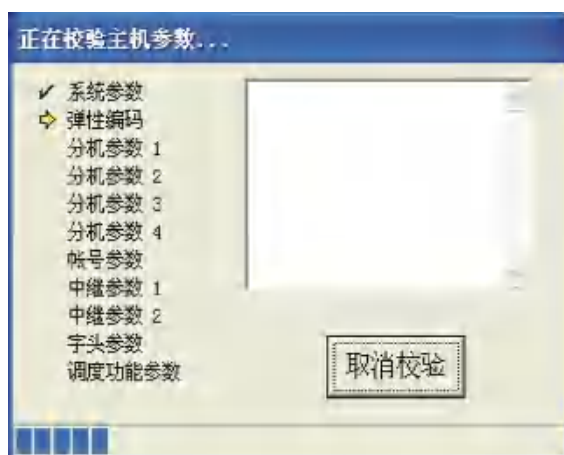 正在校验主机参数...
系统参数
弹性编码
分机参数 1
分机参数 2
分机参数 3
分机参数 4
帐号参数
中继参数 1
中继参数 2
字头参数
调度功能参数
取消校验